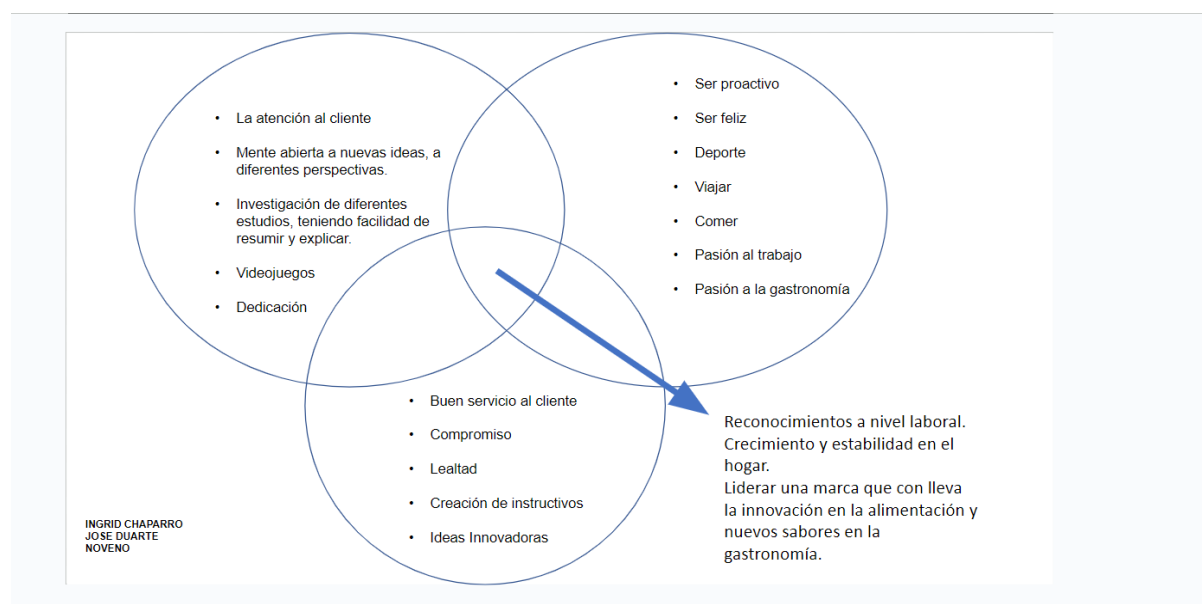 • La atención al cliente
• Mente abierta a nuevas ideas, a
diferentes perspectivas.
• Investigación de diferentes
estudios, teniendo facilidad de
resumir y explicar.
• Videojuegos
• Dedicación
• Ser proactivo
• Ser feliz
• Deporte
• Viajar
• Comer
• Pasión al trabajo
• Pasión a la gastronomía
• Buen servicio al cliente
• Compromiso
• Lealtad
• Creación de instructivos
• Ideas Innovadoras
Reconocimientos a nivel laboral.
Crecimiento y estabilidad en el
hogar.
Liderar una marca que con lleva
la innovación en la alimentación y
nuevos sabores en la
gastronomía.
INGRID CHAPARRO
JOSE DUARTE
NOVENO